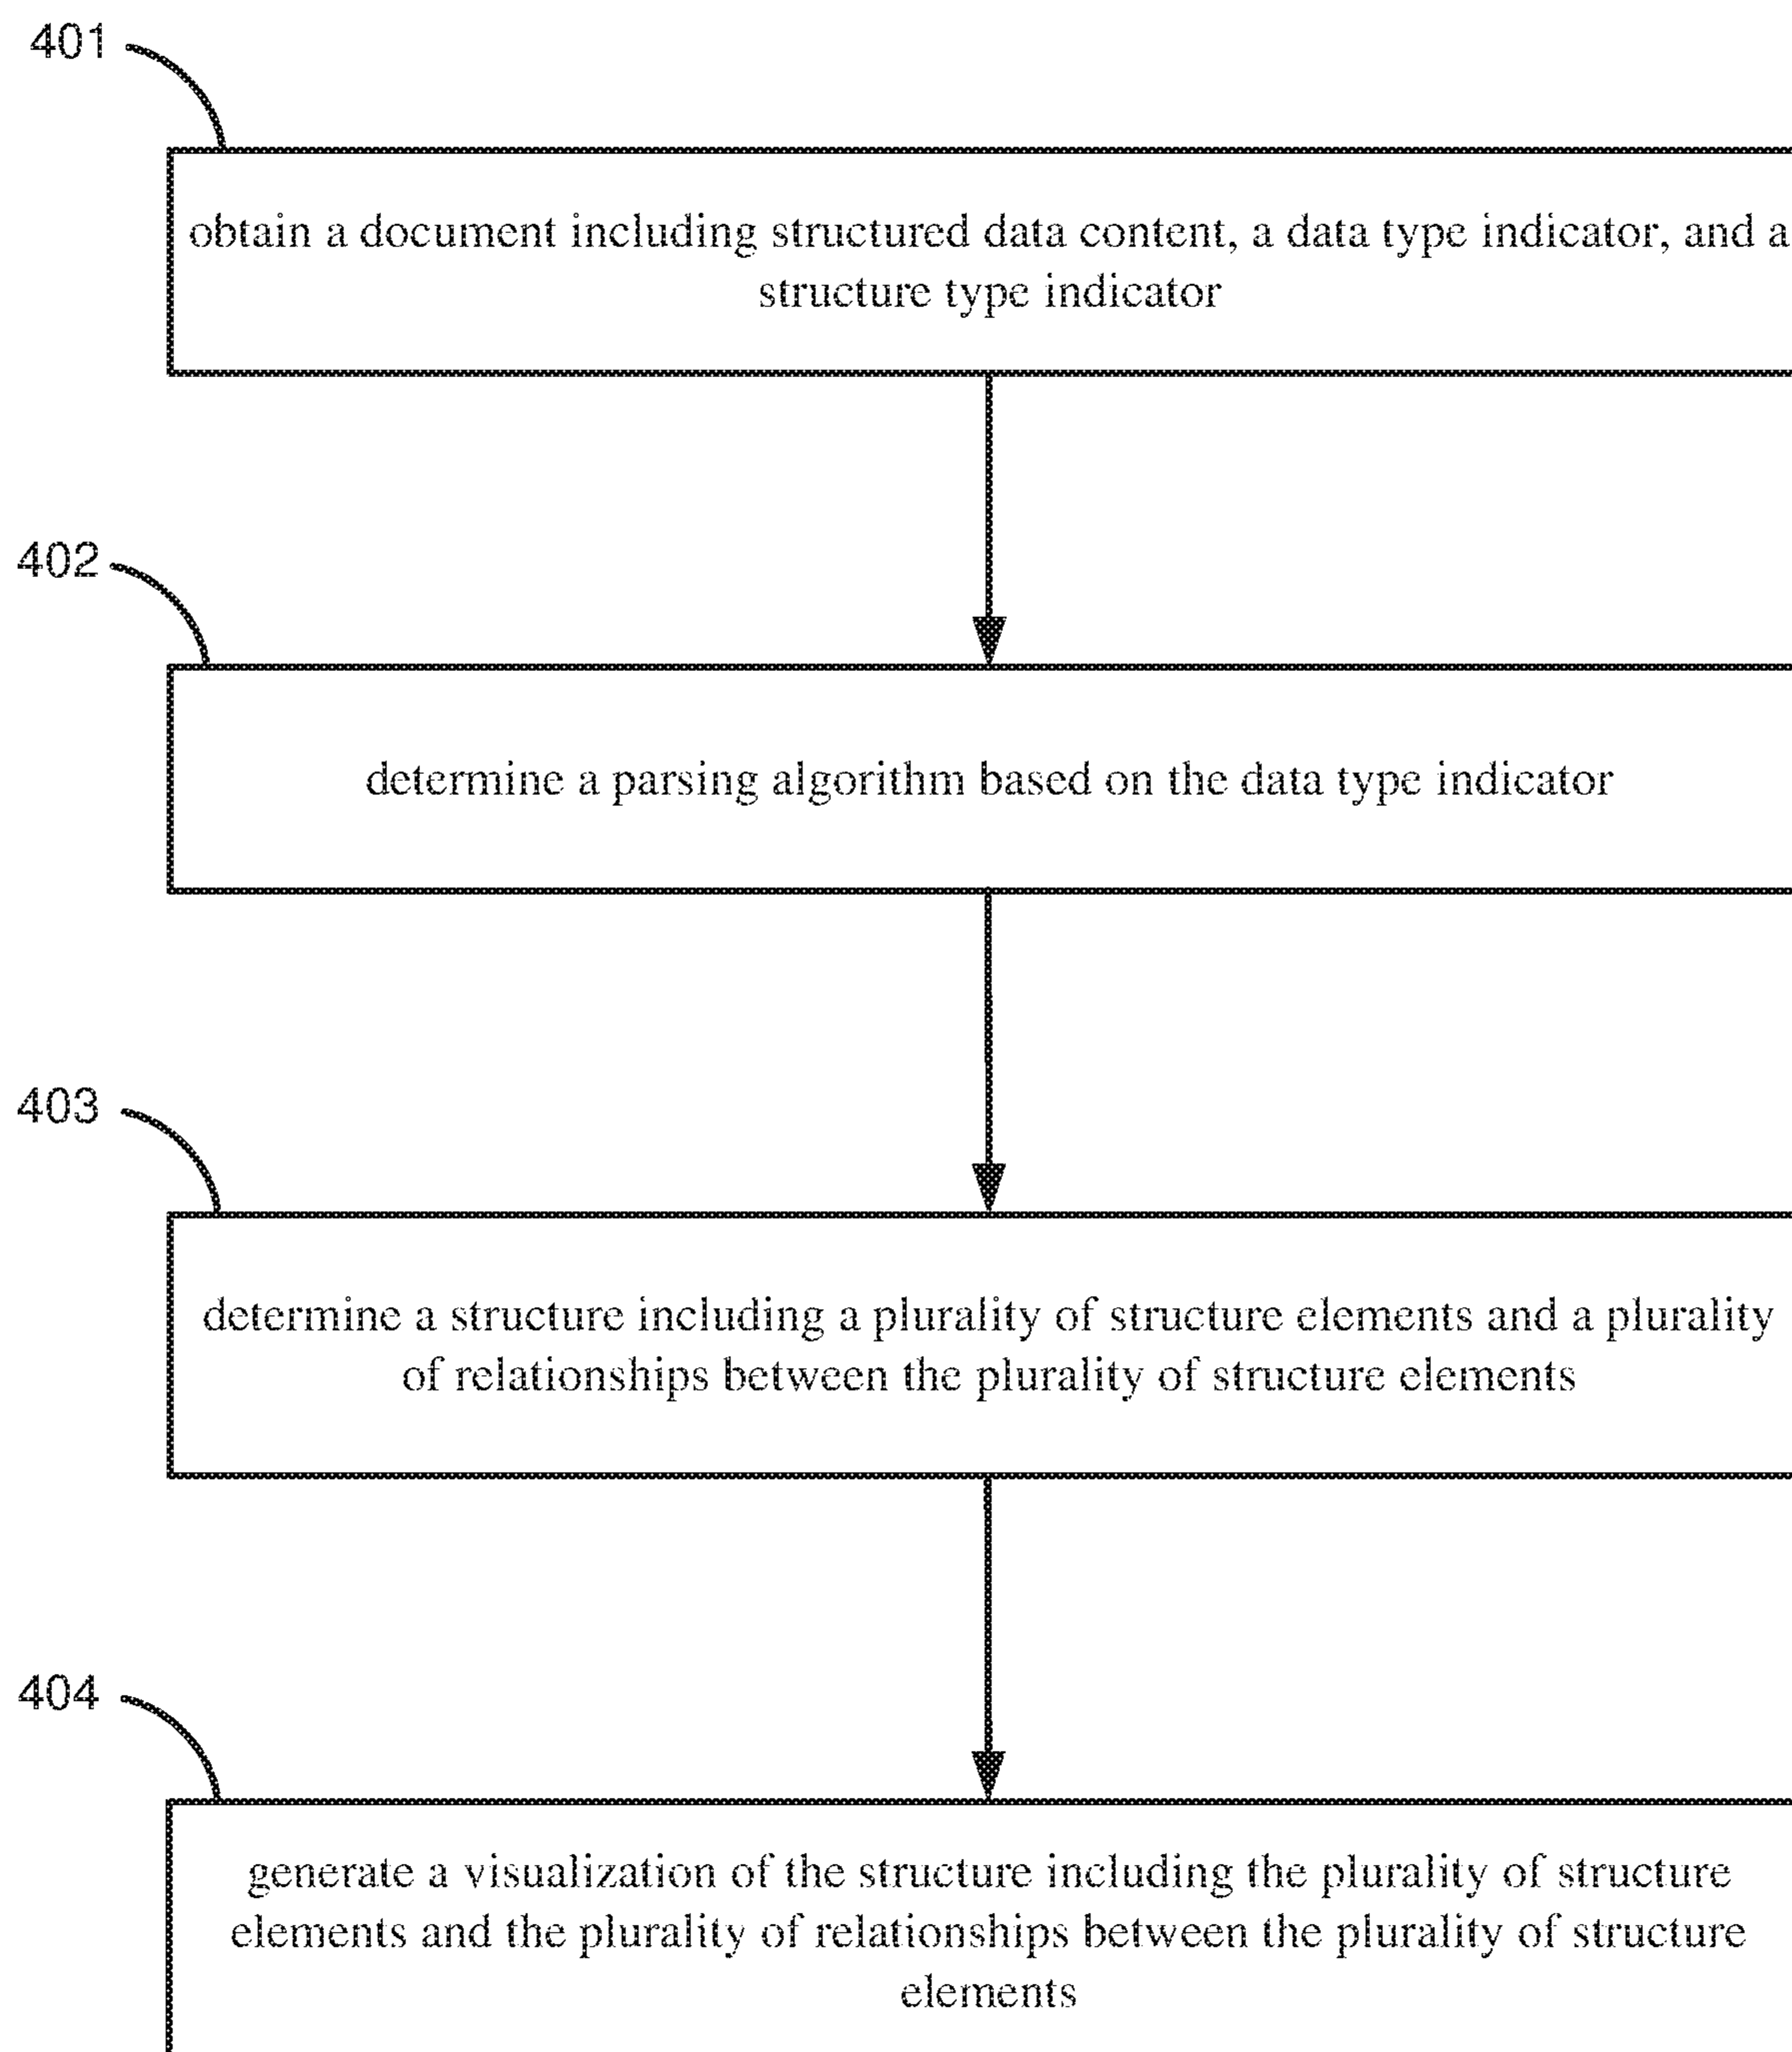 401
obtain a document including structured data content, a data type indicator, and a
structure type indicator
402
determine a parsing algorithm based on the data type indicator
403
determine a structure including a plurality of structure elements and a plurality
of relationships between the plurality of structure elements
404
generate a visualization of the structure including the plurality of structure
elements and the plurality of relationships between the plurality of structure
elements